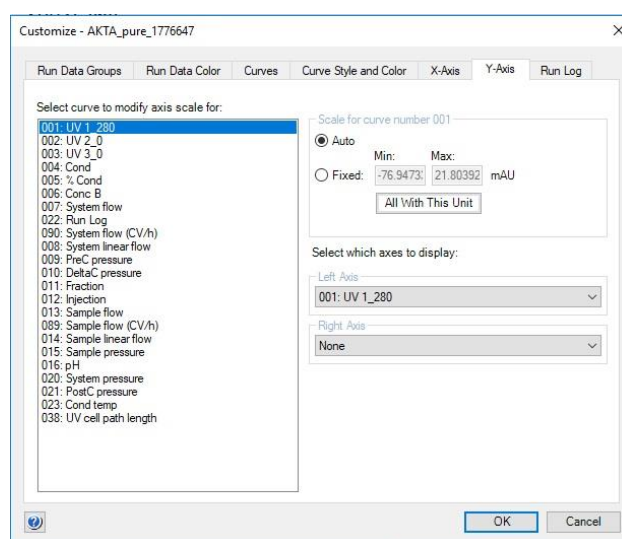 Customize - AKTA_pure_1776647
Run Data Groups
Run Data Color
Curves
Curve Style and Color
X-Axis
Y-Axis
Run Log
Select curve to modify axis scale for:
001: UV 1_280
002: UV 2_0
003: UV 3_0
004: Cond
005: % Cond
006: Conc B
007: System flow
022: Run Log
090: System flow (CV/h)
008: System linear flow
009: PreC pressure
010: DeltaC pressure
011: Fraction
012: Injection
013: Sample flow
089: Sample flow (CV/h)
014: Sample linear flow
015: Sample pressure
016: pH
020: System pressure
021: PostC pressure
023: Cond temp
038: UV cell path length
Scale for curve number 001
Auto
Min: Max:
Fixed: -76.9473 21.80392 mAU
All With This Unit
Select which axes to display:
Left Axis
001: UV 1_280
Right Axis
None
OK
Cancel